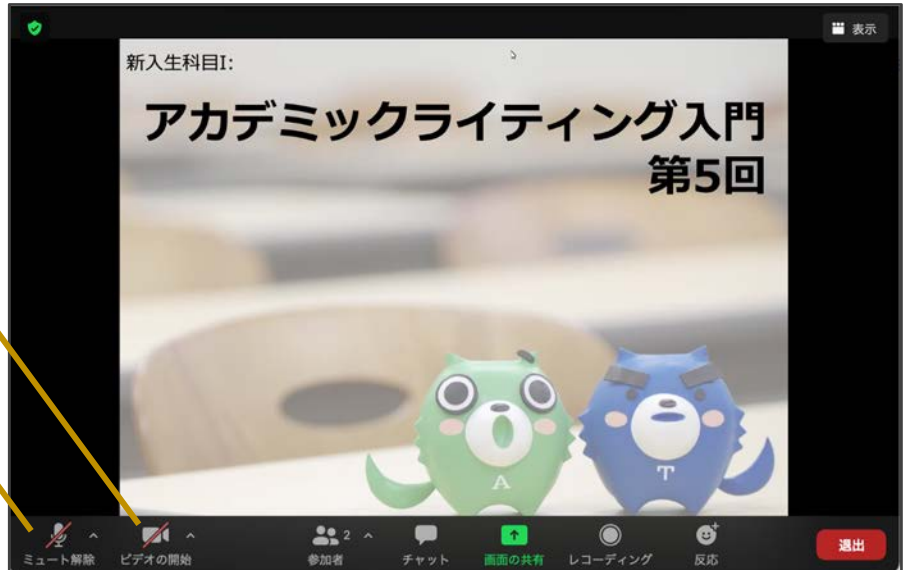 表示
新入生科目I:
アカデミックライティング入門
第5回
A
T
ミュート解除 ビデオの開始 参加者 2 チャット 画面の共有 レコーディング 反応 退出